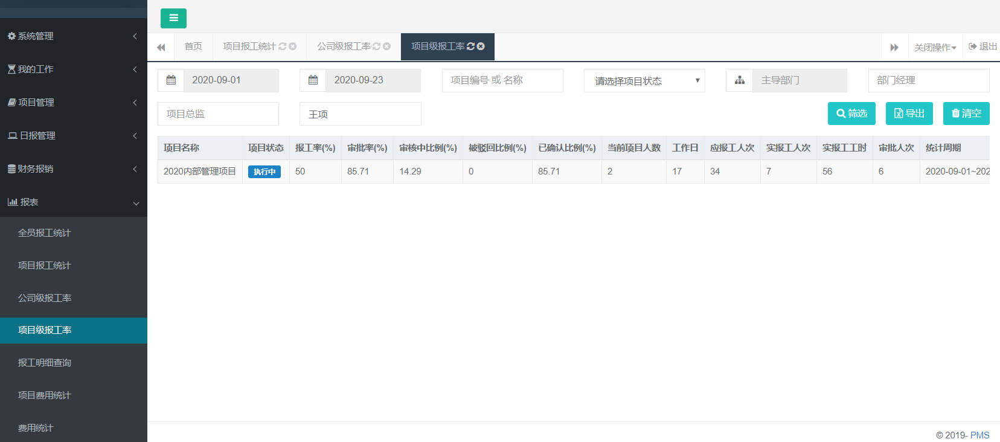 系统管理
我的工作
项目管理
日报管理
财务报销
报表
全员报工统计
项目报工统计
公司级报工率
项目级报工率
报工明细查询
项目费用统计
费用统计
首页
项目报工统计
公司级报工率
项目级报工率
关闭操作
退出
2020-09-01
2020-09-23
项目编号 或 名称
请选择项目状态
主导部门
部门经理
项目总监
王项
筛选
导出
清空
项目名称 项目状态 报工率(%) 审批率(%) 审核中比例(%) 被驳回比例(%) 已确认比例(%) 当前项目人数 工作日 应报工人次 实报工人次 实报工工时 审批人次 统计周期
2020内部管理项目 执行中 50 85.71 14.29 0 85.71 2 17 34 7 56 6 2020-09-01~202
© 2019- PMS